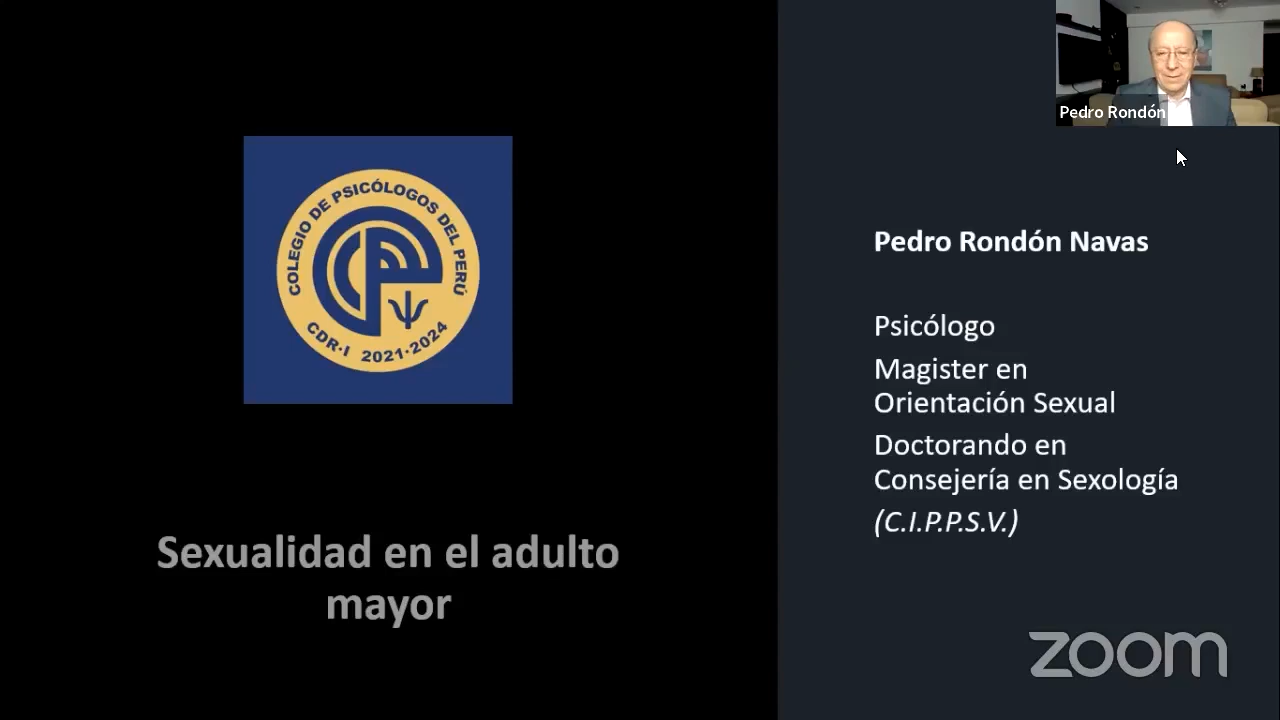 COLEGIO DE PSICÓLOGOS DEL PERÚ
CDR·I 2021·2024
Sexualidad en el adulto
mayor
Pedro Rondón
Pedro Rondón Navas
Psicólogo
Magister en
Orientación Sexual
Doctorando en
Consejería en Sexología
(C.I.P.P.S.V.)
zoom